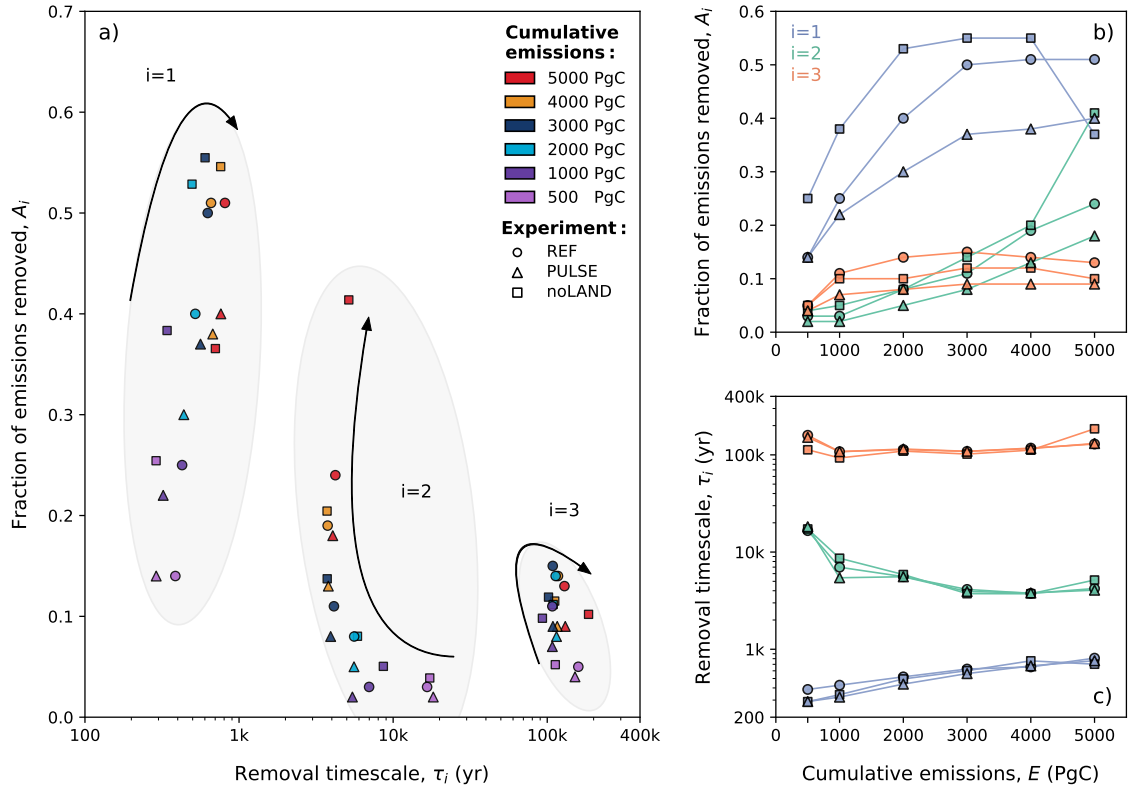 a)
i=1
i=2
i=3
Cumulative
emissions :
5000 PgC
4000 PgC
3000 PgC
2000 PgC
1000 PgC
500 PgC
Experiment :
REF
PULSE
noLAND
Fraction of emissions removed, A_i
0.7
0.6
0.5
0.4
0.3
0.2
0.1
0.0
100
1k
10k
100k
400k
Removal timescale, τ_i (yr)
b)
i=1
i=2
i=3
Fraction of emissions removed, A_i
0.6
0.5
0.4
0.3
0.2
0.1
0.0
0
1000
2000
3000
4000
5000
c)
Removal timescale, τ_i (yr)
400k
100k
10k
1k
200
0
1000
2000
3000
4000
5000
Cumulative emissions, E (PgC)